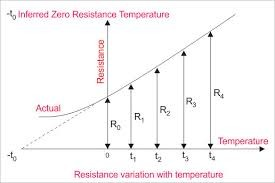 -t₀ Inferred Zero Resistance Temperature
Resistance
Actual
R₀
R₁
R₂
R₃
R₄
Temperature
-t₀
0
t₁
t₂
t₃
t₄
Resistance variation with temperature